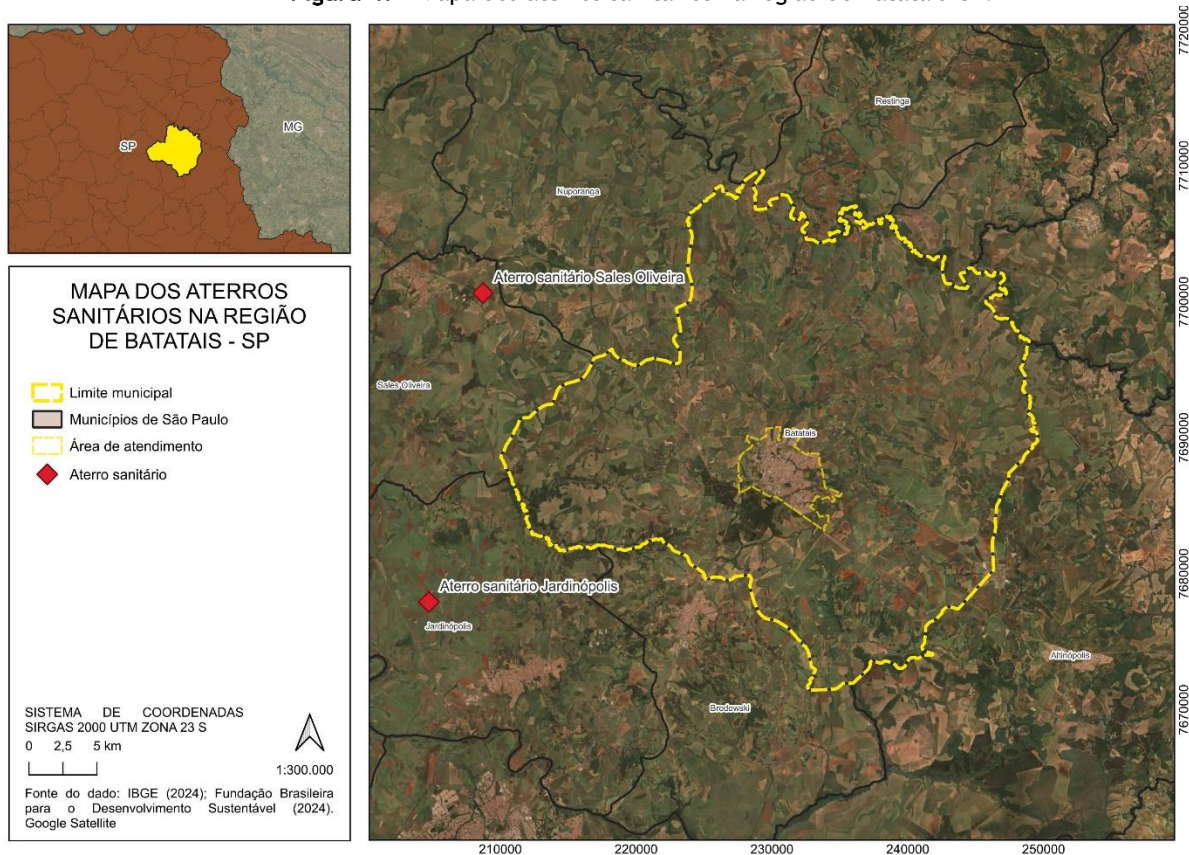 SP
MG
MAPA DOS ATERROS
SANITÁRIOS NA REGIÃO
DE BATATAIS - SP
Limite municipal
Municípios de São Paulo
Área de atendimento
Aterro sanitário
SISTEMA DE COORDENADAS
SIRGAS 2000 UTM ZONA 23 S
0 2,5 5 km
1:300.000
Fonte do dado: IBGE (2024); Fundação Brasileira
para o Desenvolvimento Sustentável (2024).
Google Satellite
Restinga
Nuporanga
Aterro sanitário Sales Oliveira
Sales Oliveira
Batatais
Aterro sanitário Jardinópolis
Jardinópolis
Altinópolis
Brodowski
7720000
7710000
7700000
7690000
7680000
7670000
210000 220000 230000 240000 250000